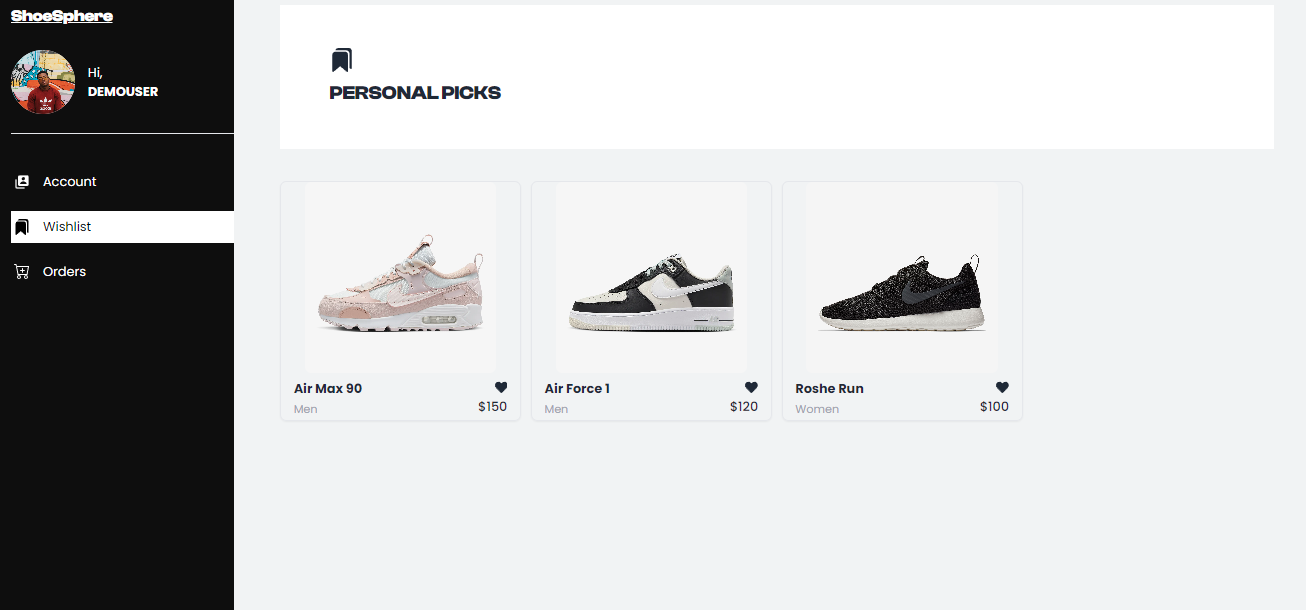 ShoeSphere
Hi,
DEMOUSER
Account
Wishlist
Orders
PERSONAL PICKS
Air Max 90
Men
$150
Air Force 1
Men
$120
Roshe Run
Women
$100